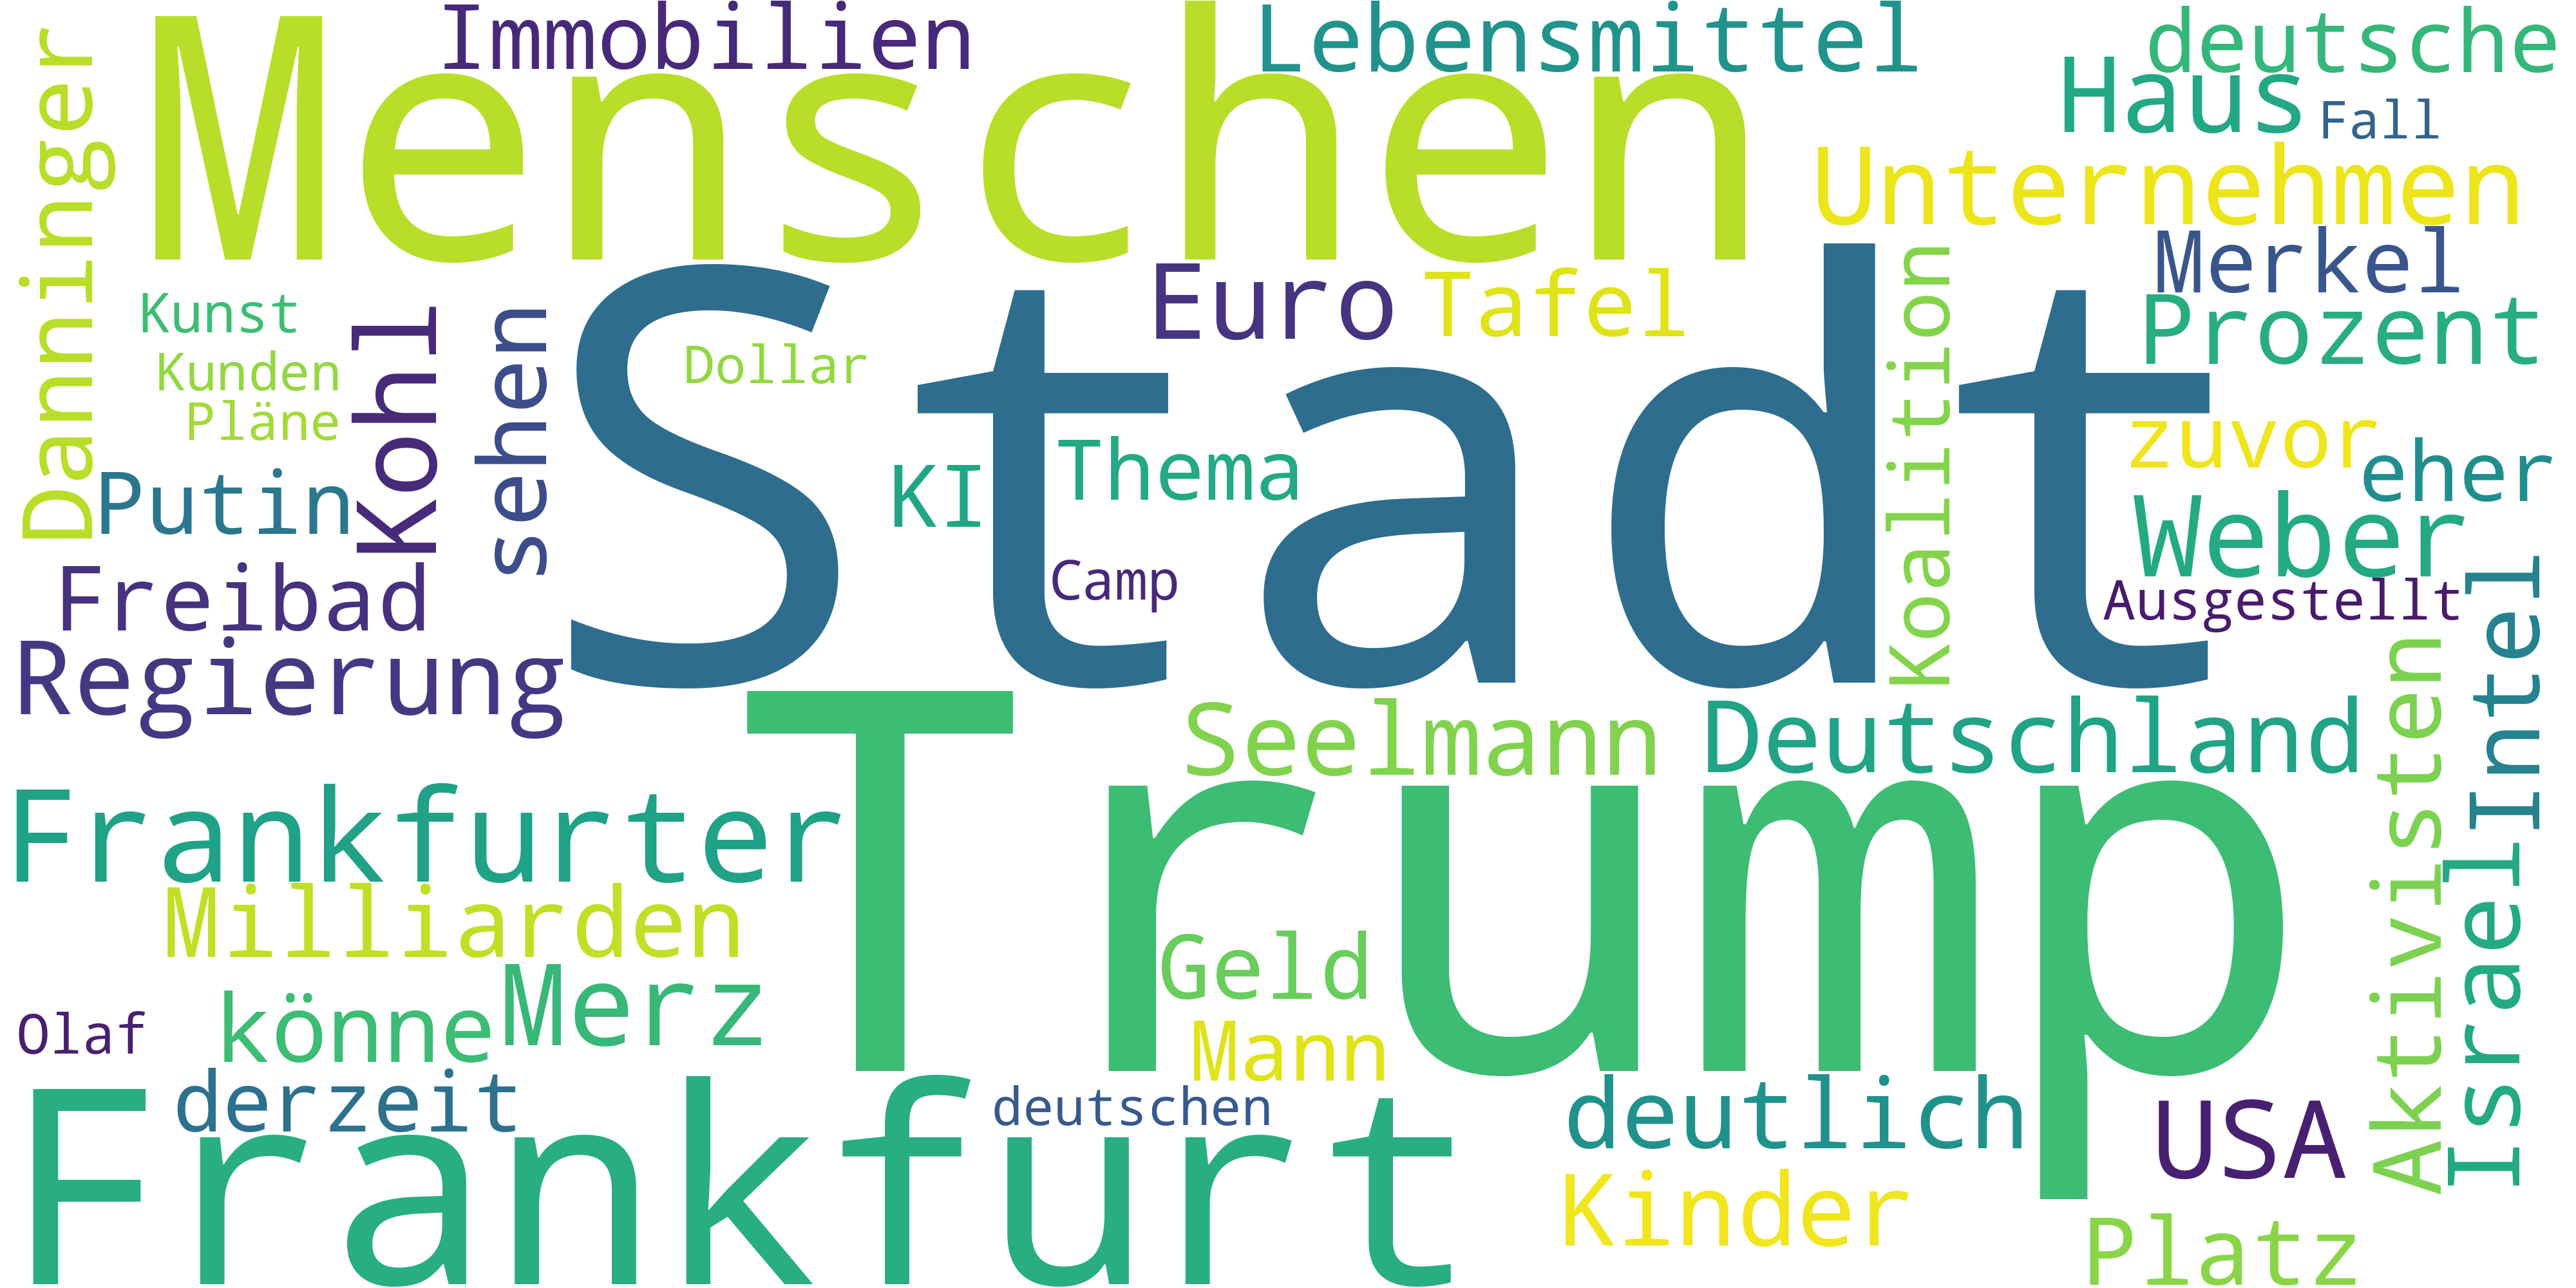 Immobilien
Lebensmittel
deutsche
Menschen
Haus
Fall
Danninger
Unternehmen
Merkel
Euro
Tafel
Kunst
Kohl
sehen
Stadt
Koalition
Prozent
Kunden
Dollar
Pläne
zuvor
Putin
KI
Thema
eher
Weber
Freibad
Camp
Ausgestellt
Intel
Regierung
Seelmann
Deutschland
Trump
Aktivisten
Frankfurter
Israel
Milliarden
Geld
Merz
Olaf
könne
Mann
derzeit
deutschen
deutlich
USA
Frankfurt
Kinder
Platz